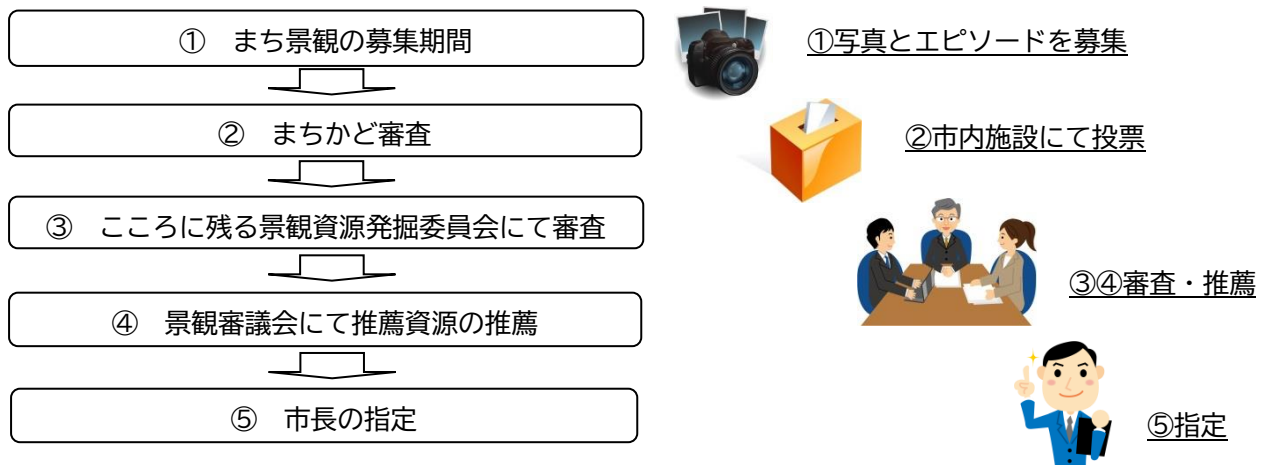 ① まち景観の募集期間
①写真とエピソードを募集
② まちかど審査
②市内施設にて投票
③ こころに残る景観資源発掘委員会にて審査
③④審査・推薦
④ 景観審議会にて推薦資源の推薦
⑤ 市長の指定
⑤指定